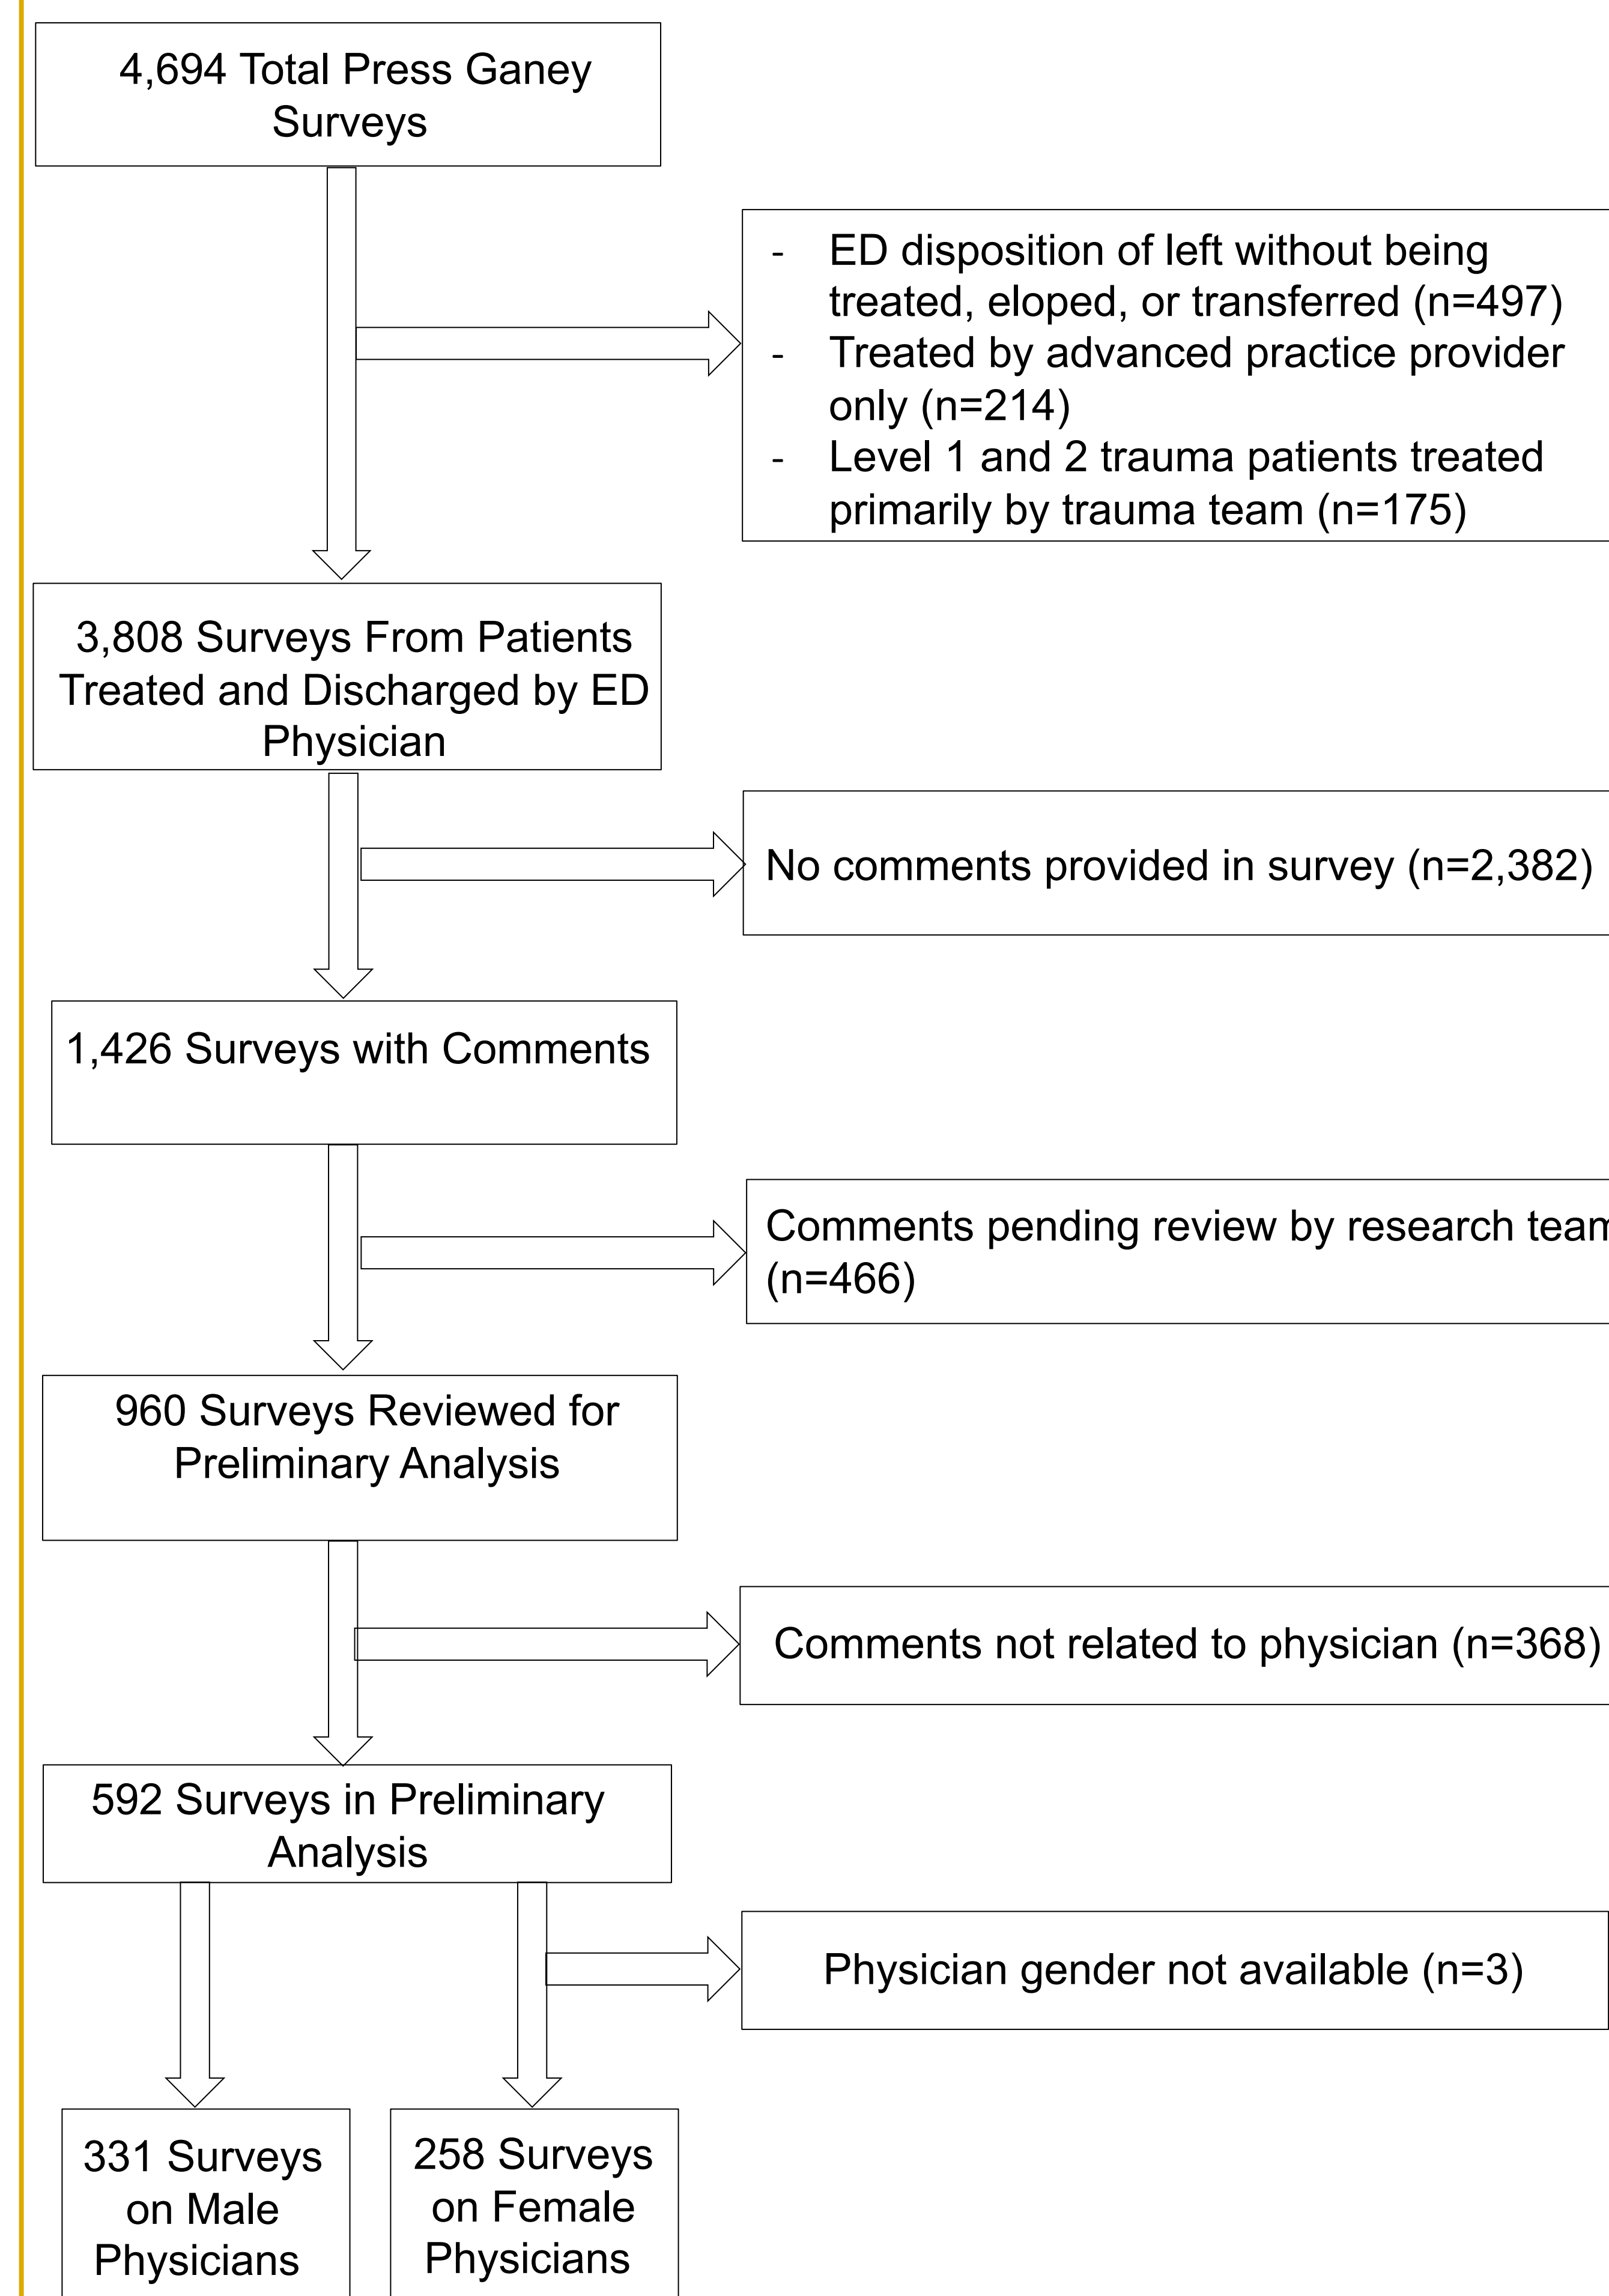 4,694 Total Press Ganey
Surveys
- ED disposition of left without being
treated, eloped, or transferred (n=497)
- Treated by advanced practice provider
only (n=214)
- Level 1 and 2 trauma patients treated
primarily by trauma team (n=175)
3,808 Surveys From Patients
Treated and Discharged by ED
Physician
No comments provided in survey (n=2,382)
1,426 Surveys with Comments
Comments pending review by research team
(n=466)
960 Surveys Reviewed for
Preliminary Analysis
Comments not related to physician (n=368)
592 Surveys in Preliminary
Analysis
Physician gender not available (n=3)
331 Surveys
on Male
Physicians
258 Surveys
on Female
Physicians